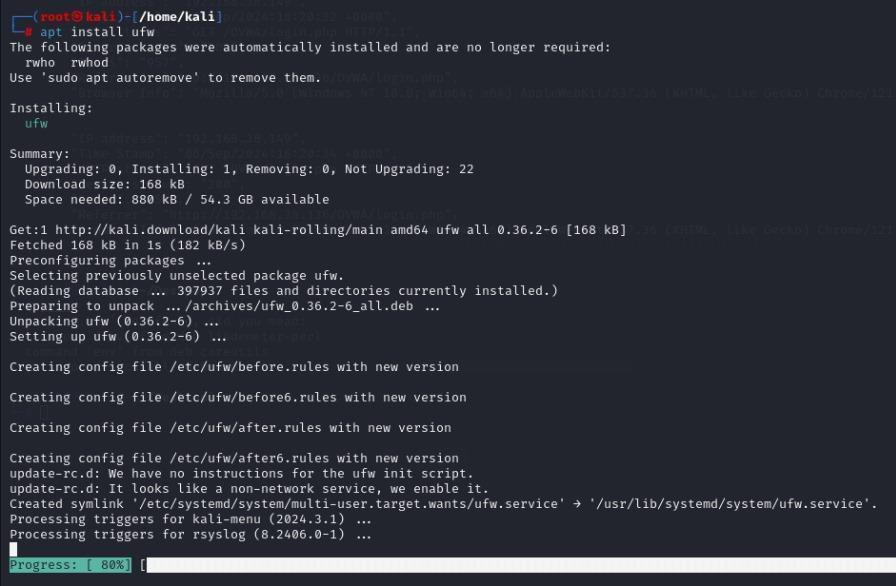 ┌──(root㉿kali)-[/home/kali]
└─# apt install ufw
The following packages were automatically installed and are no longer required:
  rwho  rwhod
Use 'sudo apt autoremove' to remove them.
Installing:
  ufw
Summary:
  Upgrading: 0, Installing: 1, Removing: 0, Not Upgrading: 22
  Download size: 168 kB
  Space needed: 880 kB / 54.3 GB available
Get:1 http://kali.download/kali kali-rolling/main amd64 ufw all 0.36.2-6 [168 kB]
Fetched 168 kB in 1s (182 kB/s)
Preconfiguring packages ...
Selecting previously unselected package ufw.
(Reading database ... 397937 files and directories currently installed.)
Preparing to unpack .../archives/ufw_0.36.2-6_all.deb ...
Unpacking ufw (0.36.2-6) ...
Setting up ufw (0.36.2-6) ...
Creating config file /etc/ufw/before.rules with new version
Creating config file /etc/ufw/before6.rules with new version
Creating config file /etc/ufw/after.rules with new version
Creating config file /etc/ufw/after6.rules with new version
update-rc.d: We have no instructions for the ufw init script.
update-rc.d: It looks like a non-network service, we enable it.
Created symlink '/etc/systemd/system/multi-user.target.wants/ufw.service' → '/usr/lib/systemd/system/ufw.service'.
Processing triggers for kali-menu (2024.3.1) ...
Processing triggers for rsyslog (8.2406.0-1) ...
Progress: [ 80%] [